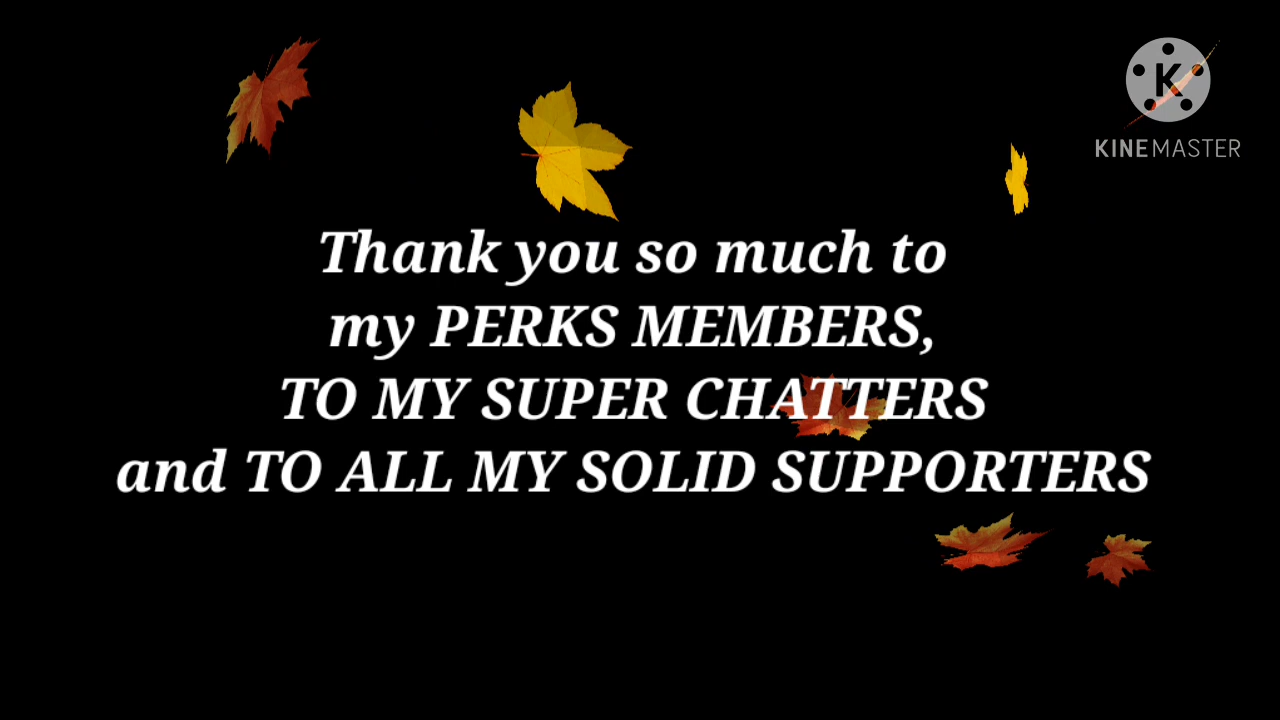 K
KINEMASTER
Thank you so much to
my PERKS MEMBERS,
TO MY SUPER CHATTERS
and TO ALL MY SOLID SUPPORTERS